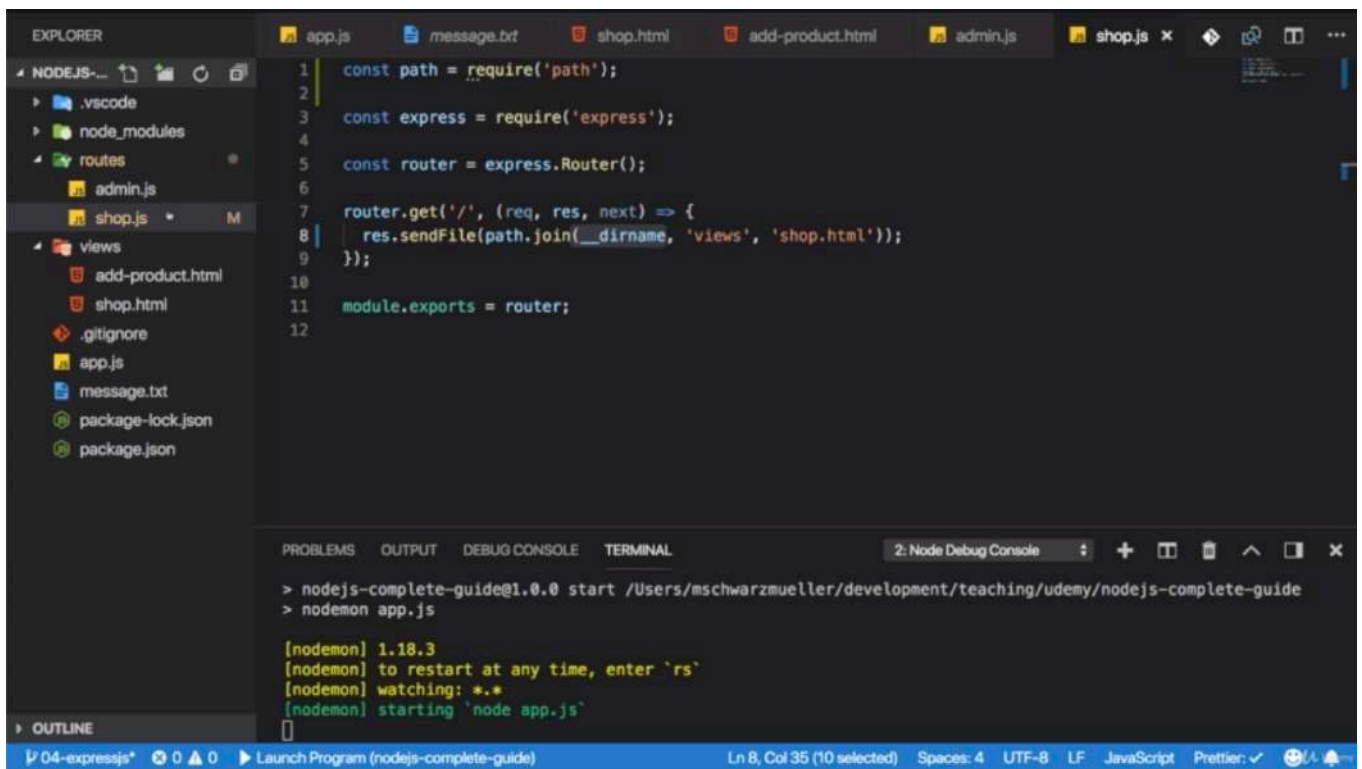 EXPLORER
app.js message.txt shop.html add-product.html admin.js shop.js
NODEJS-...
.vscode
node_modules
routes
admin.js
shop.js M
views
add-product.html
shop.html
.gitignore
app.js
message.txt
package-lock.json
package.json
1 const path = require('path');
2
3 const express = require('express');
4
5 const router = express.Router();
6
7 router.get('/', (req, res, next) => {
8 res.sendFile(path.join(__dirname, 'views', 'shop.html'));
9 });
10
11 module.exports = router;
12
PROBLEMS OUTPUT DEBUG CONSOLE TERMINAL 2: Node Debug Console
> nodejs-complete-guide@1.0.0 start /Users/mschwarzmueller/development/teaching/udemy/nodejs-complete-guide
> nodemon app.js
[nodemon] 1.18.3
[nodemon] to restart at any time, enter `rs`
[nodemon] watching: *.*
[nodemon] starting `node app.js`
OUTLINE
04-expressjs* 0 0 Launch Program (nodejs-complete-guide) Ln 8, Col 35 (10 selected) Spaces: 4 UTF-8 LF JavaScript Prettier: ✓